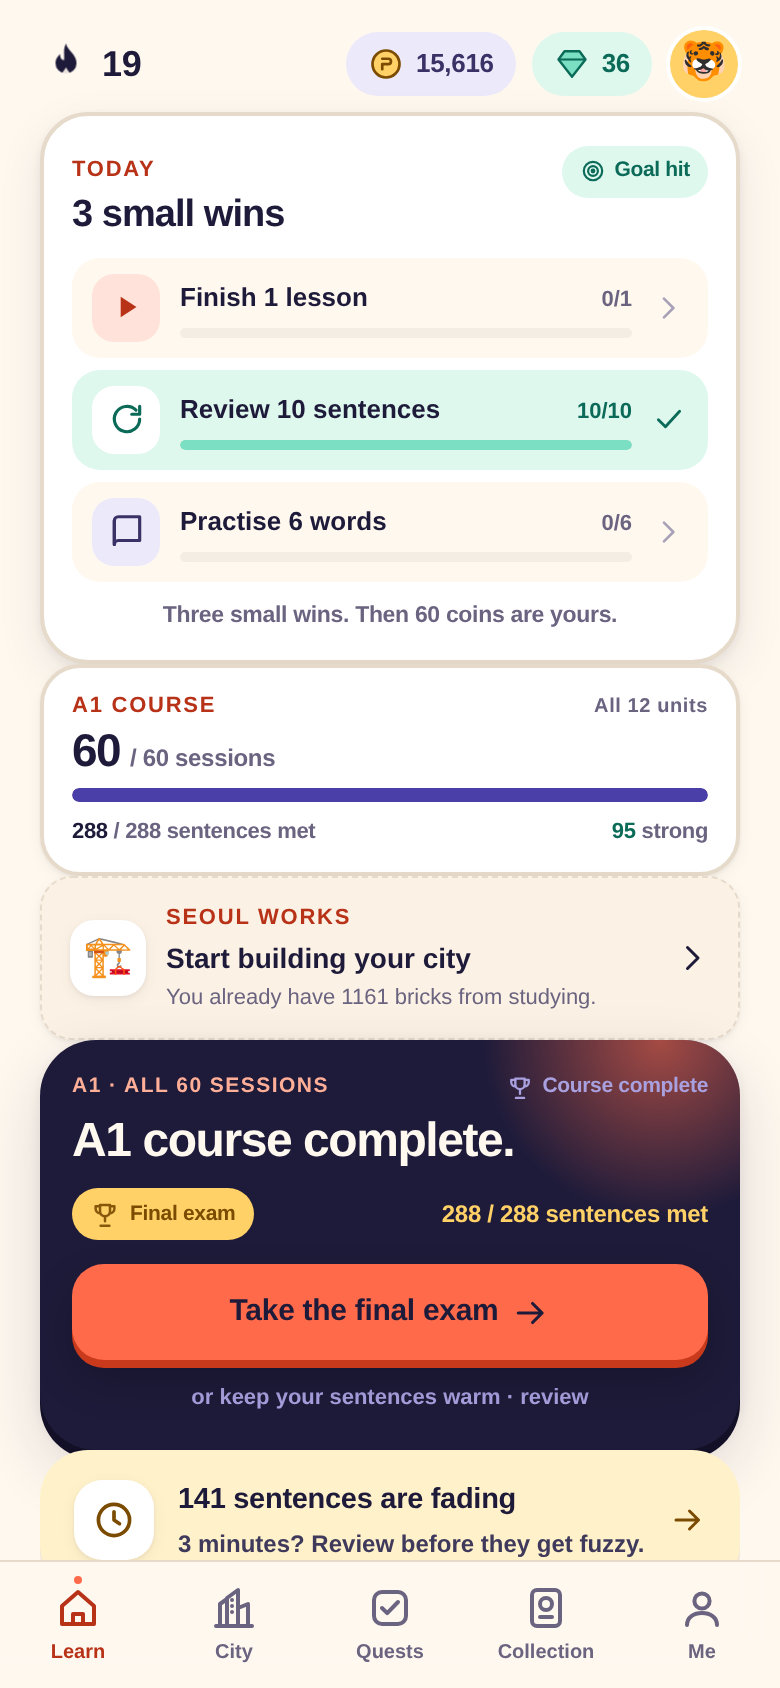 19
15,616
36
TODAY
Goal hit
3 small wins
Finish 1 lesson
0/1
Review 10 sentences
10/10
Practise 6 words
0/6
Three small wins. Then 60 coins are yours.
A1 COURSE
All 12 units
60 / 60 sessions
288 / 288 sentences met
95 strong
SEOUL WORKS
Start building your city
You already have 1161 bricks from studying.
A1 · ALL 60 SESSIONS
Course complete
A1 course complete.
Final exam
288 / 288 sentences met
Take the final exam
or keep your sentences warm · review
141 sentences are fading
3 minutes? Review before they get fuzzy.
Learn
City
Quests
Collection
Me